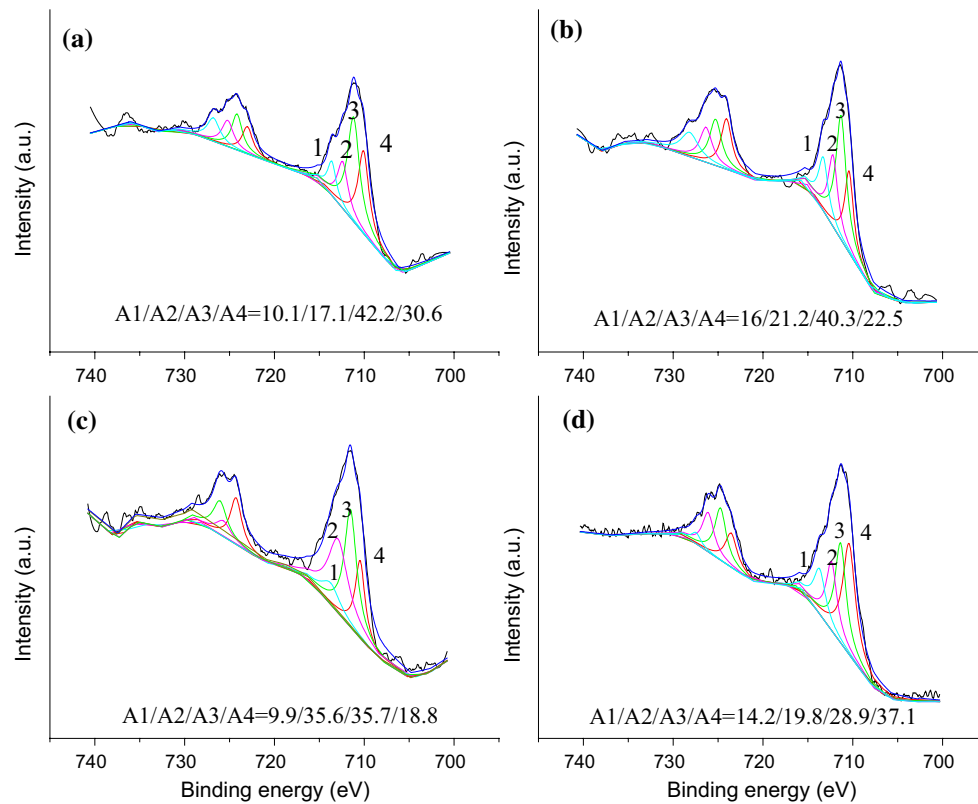 (a)
Intensity (a.u.)
1
2
3
4
A1/A2/A3/A4=10.1/17.1/42.2/30.6
740 730 720 710 700
(b)
Intensity (a.u.)
1
2
3
4
A1/A2/A3/A4=16/21.2/40.3/22.5
740 730 720 710 700
(c)
Intensity (a.u.)
1
2
3
4
A1/A2/A3/A4=9.9/35.6/35.7/18.8
740 730 720 710 700
Binding energy (eV)
(d)
Intensity (a.u.)
1
2
3
4
A1/A2/A3/A4=14.2/19.8/28.9/37.1
740 730 720 710 700
Binding energy (eV)